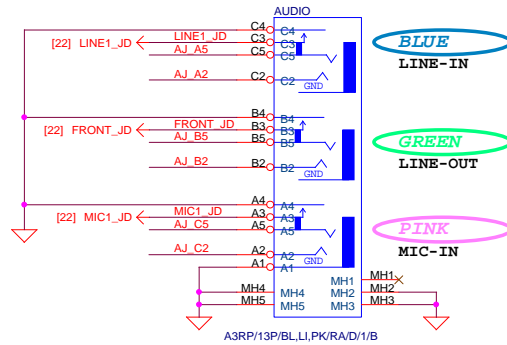 AUDIO
C4 C4
[22] LINE1_JD LINE1_JD C3 C3
AJ_A5 C5 C5
AJ_A2 C2 C2
GND
BLUE
LINE-IN
B4 B4
[22] FRONT_JD FRONT_JD B3 B3
AJ_B5 B5 B5
AJ_B2 B2 B2
GND
GREEN
LINE-OUT
A4 A4
[22] MIC1_JD MIC1_JD A3 A3
AJ_C5 A5 A5
AJ_C2 A2 A2
GND
A1 A1
PINK
MIC-IN
MH1 MH1
MH4 MH4 MH2 MH2
MH5 MH5 MH3 MH3
A3RP/13P/BL,LI,PK/RA/D/1/B